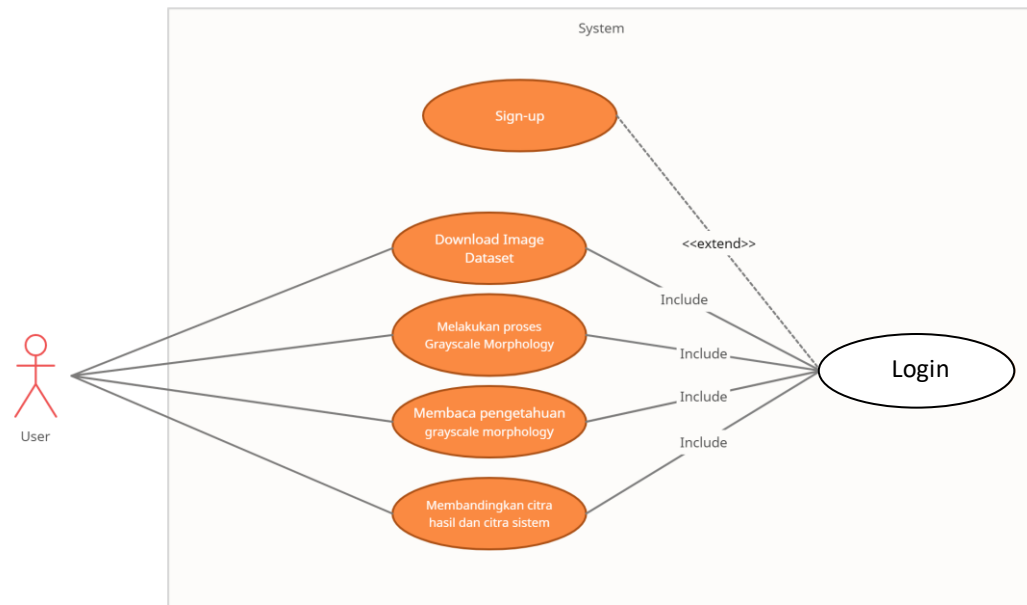 System
Sign-up
<<extend>>
Download Image
Dataset
Include
Melakukan proses
Grayscale Morphology
Include
Login
Include
Membaca pengetahuan
grayscale morphology
User
Include
Membandingkan citra
hasil dan citra sistem